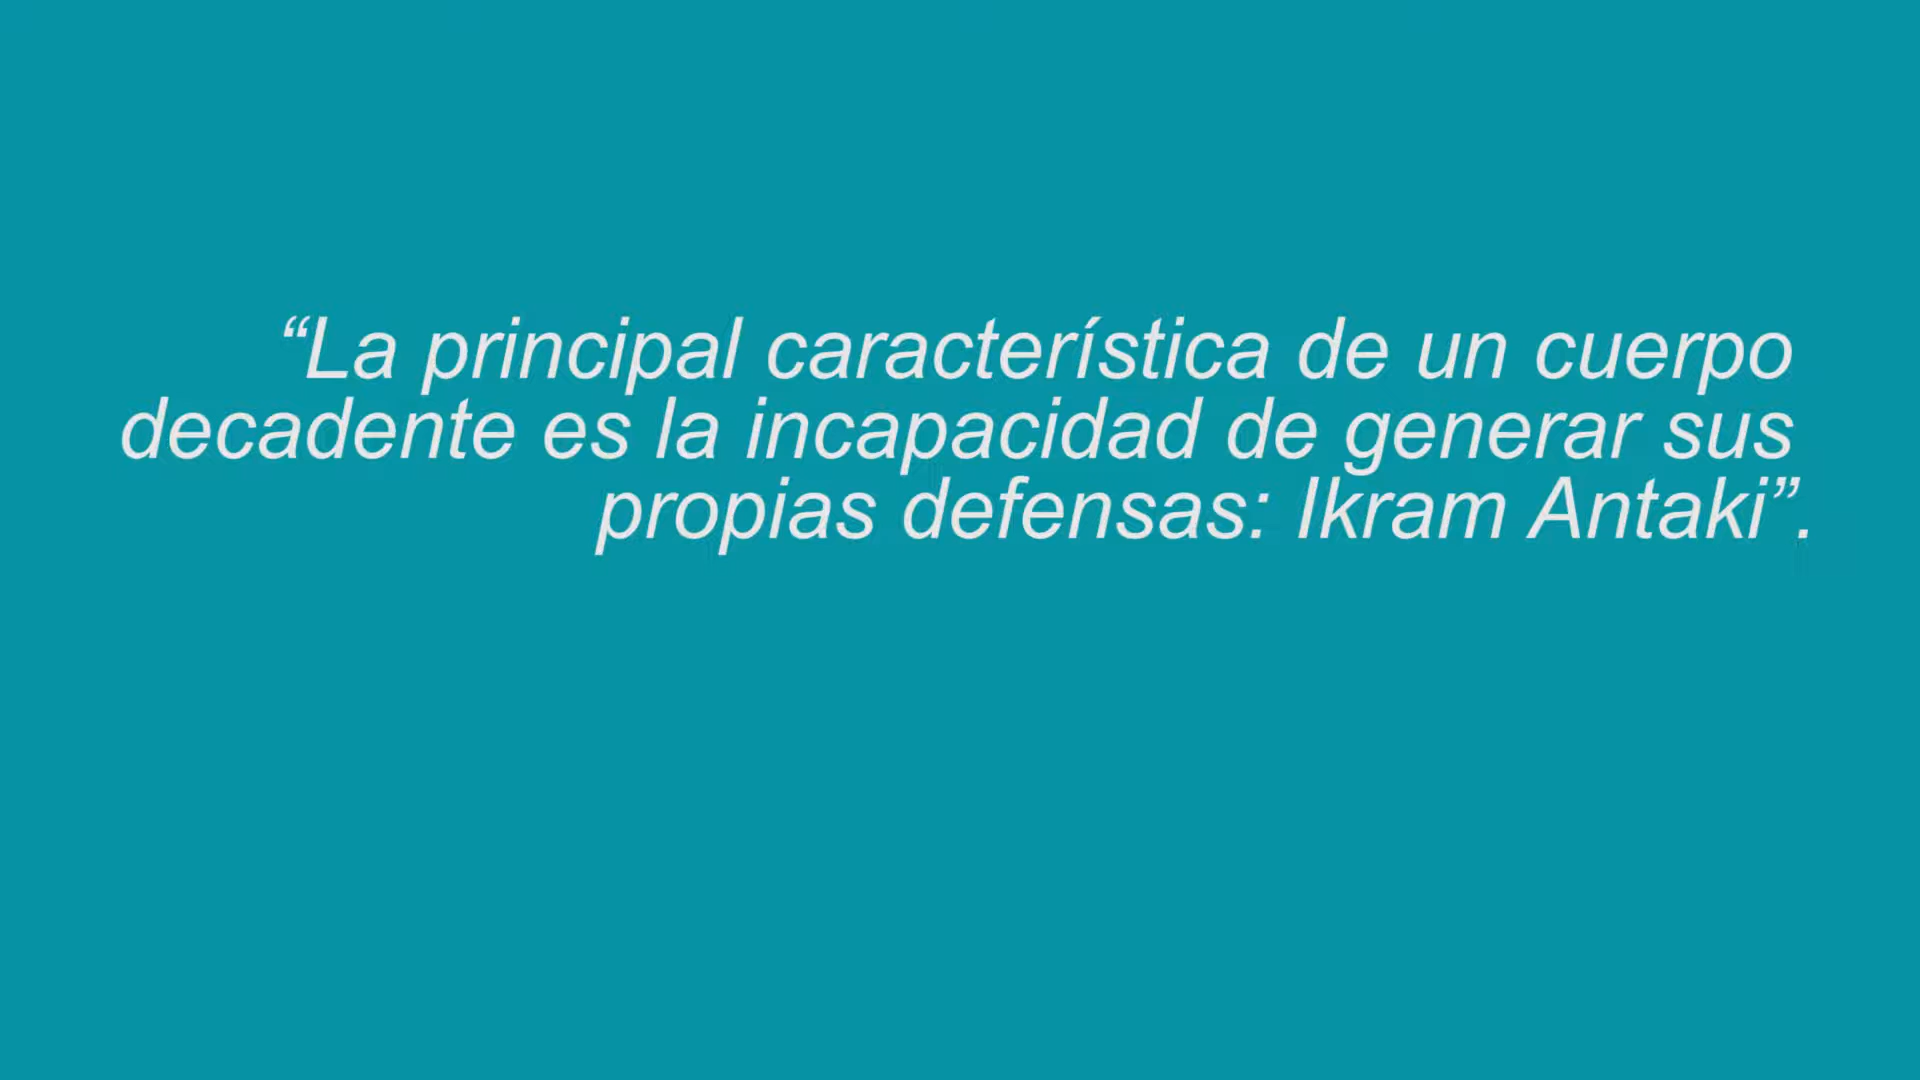 “La principal característica de un cuerpo
decadente es la incapacidad de generar sus
propias defensas: Ikram Antaki”.